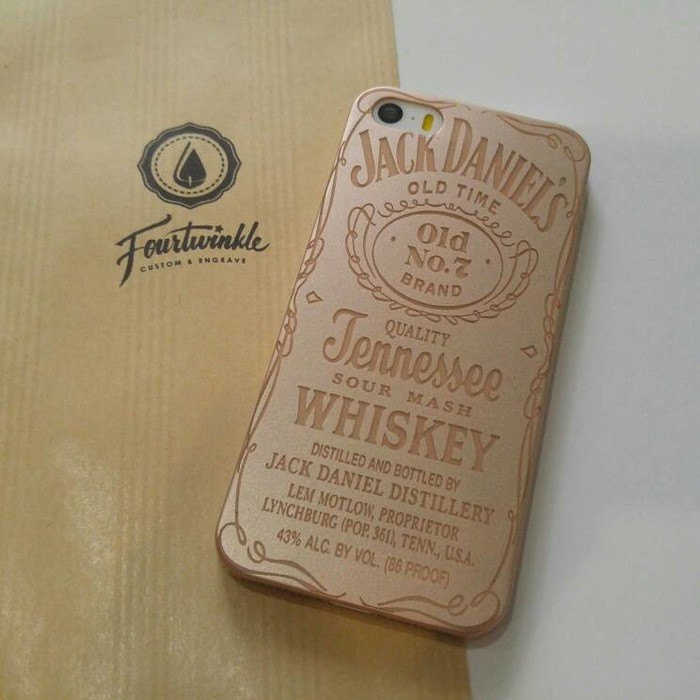 Fourtwinkle
CUSTOM & ENGRAVE
JACK DANIEL'S
OLD TIME
Old
No.7
BRAND
QUALITY
Tennessee
SOUR MASH
WHISKEY
DISTILLED AND BOTTLED BY
JACK DANIEL DISTILLERY
LEM MOTLOW, PROPRIETOR
LYNCHBURG (POP. 361), TENN., U.S.A.
43% ALC. BY VOL. (86 PROOF)